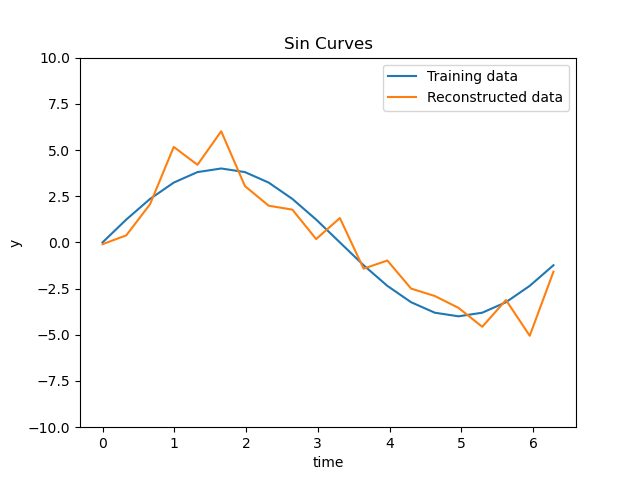 Sin Curves
Training data
Reconstructed data
10.0
7.5
5.0
2.5
0.0
−2.5
−5.0
−7.5
−10.0
y
0 1 2 3 4 5 6
time